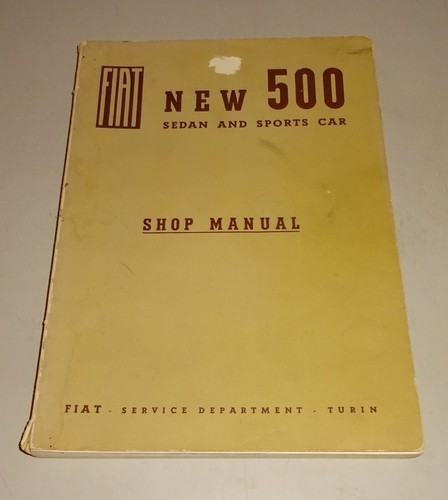 FIAT
NEW 500
SEDAN AND SPORTS CAR
SHOP MANUAL
FIAT - SERVICE DEPARTMENT - TURIN